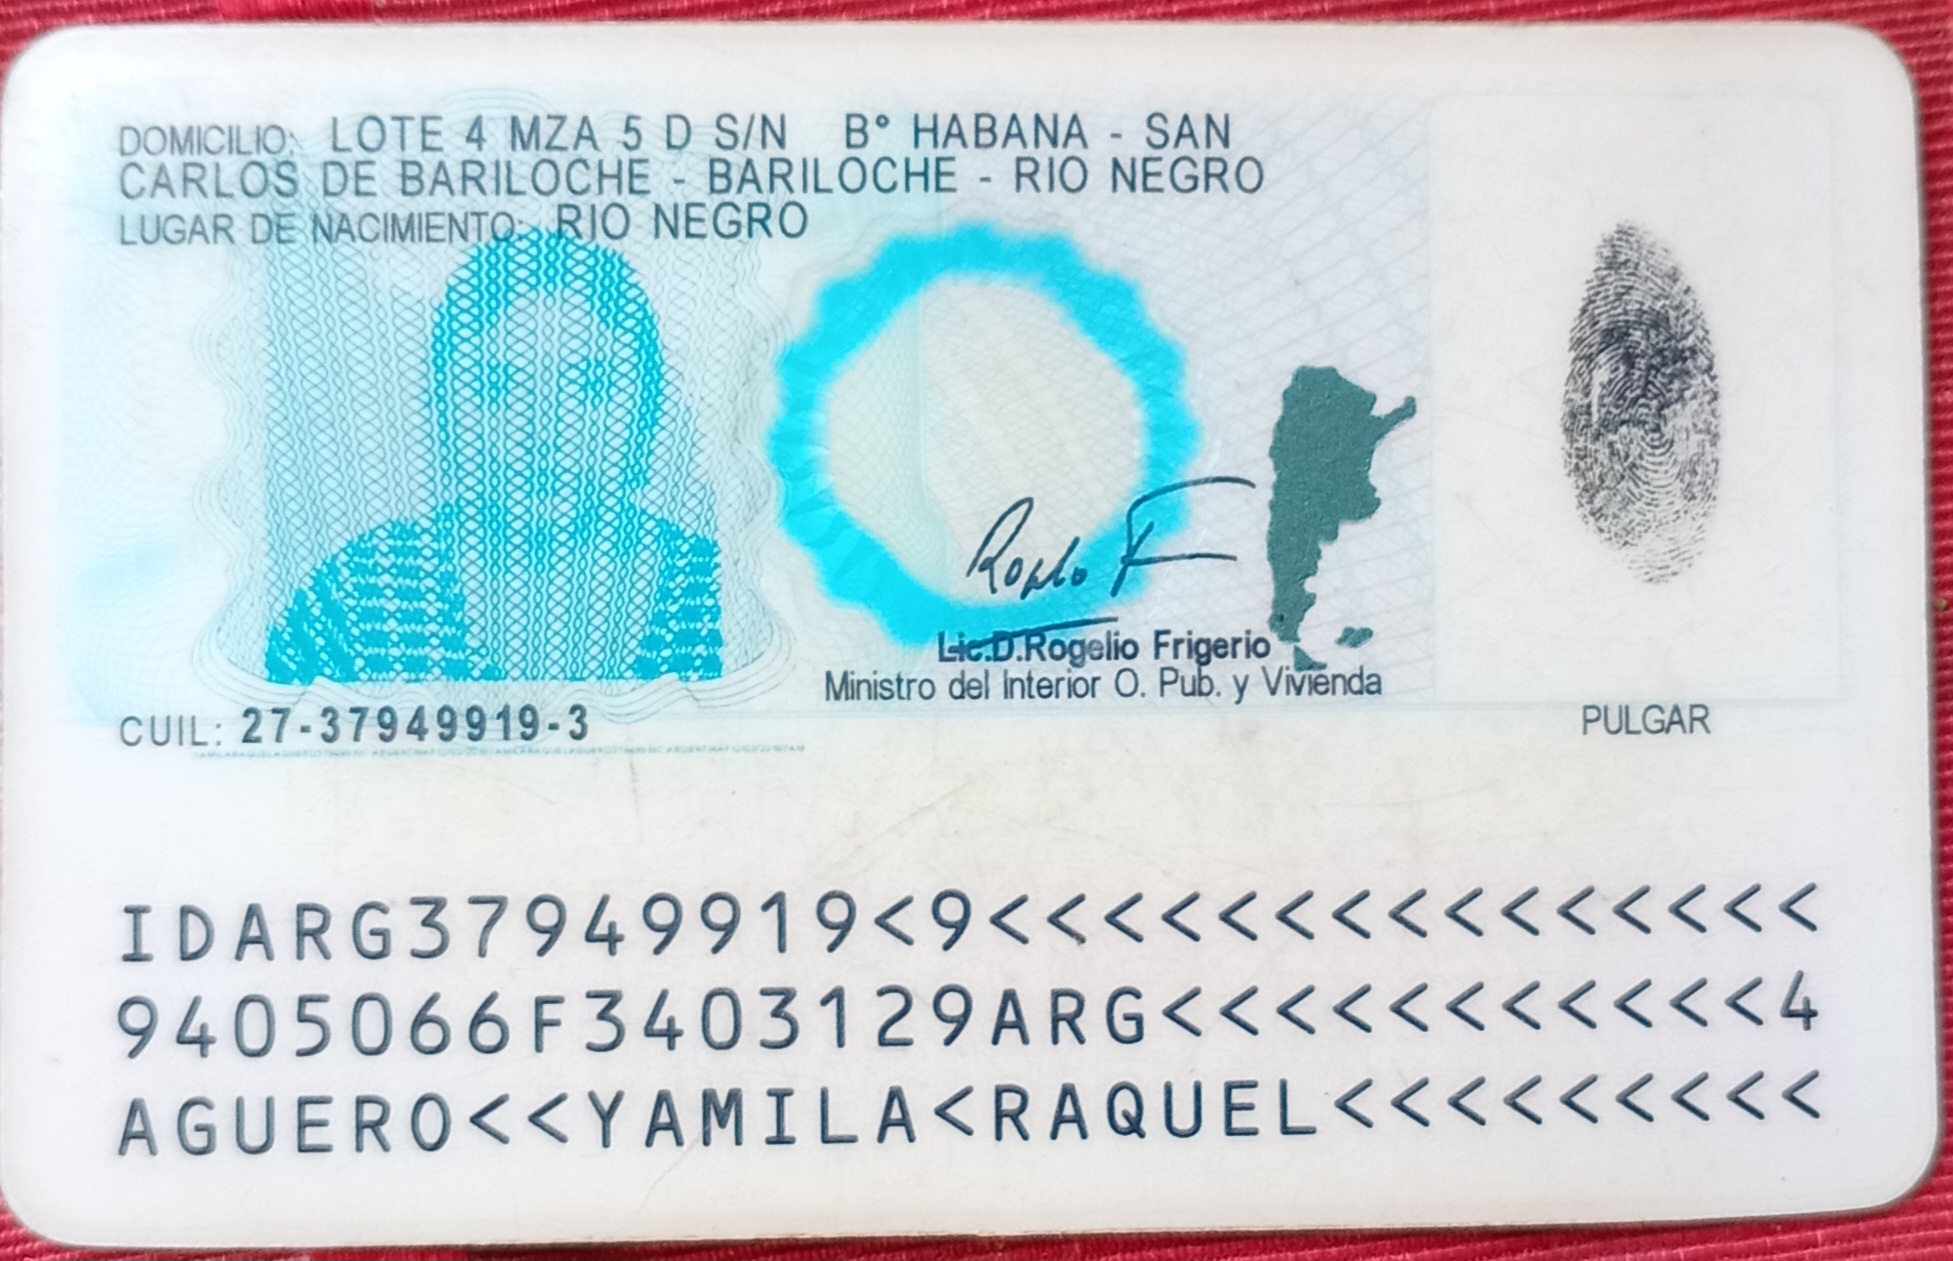 DOMICILIO: LOTE 4 MZA 5 D S/N B° HABANA - SAN
CARLOS DE BARILOCHE - BARILOCHE - RIO NEGRO
LUGAR DE NACIMIENTO: RIO NEGRO
Lic.D.Rogelio Frigerio
Ministro del Interior O. Pub. y Vivienda
CUIL: 27-37949919-3
PULGAR
IDARG37949919<9<<<<<<<<<<<<<<<
9405066F3403129ARG<<<<<<<<<<<4
AGUERO<<YAMILA<RAQUEL<<<<<<<<<